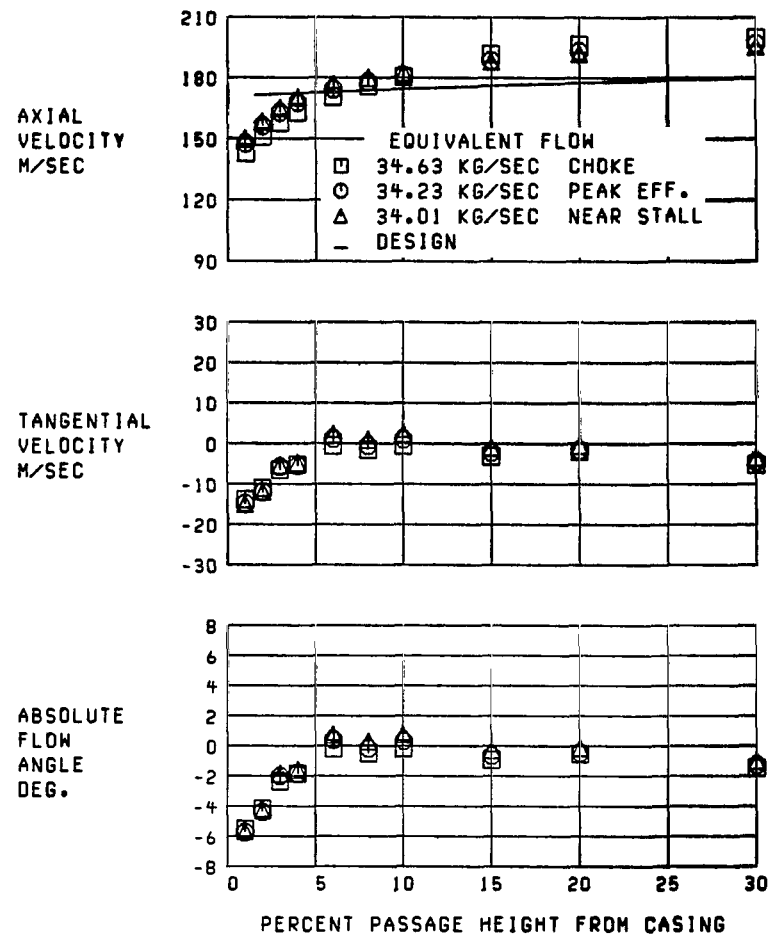 210
180
150
120
90
AXIAL
VELOCITY
M/SEC
EQUIVALENT FLOW
34.63 KG/SEC CHOKE
34.23 KG/SEC PEAK EFF.
34.01 KG/SEC NEAR STALL
DESIGN
30
20
10
0
-10
-20
-30
TANGENTIAL
VELOCITY
M/SEC
8
6
4
2
0
-2
-4
-6
-8
ABSOLUTE
FLOW
ANGLE
DEG.
0 5 10 15 20 25 30
PERCENT PASSAGE HEIGHT FROM CASING